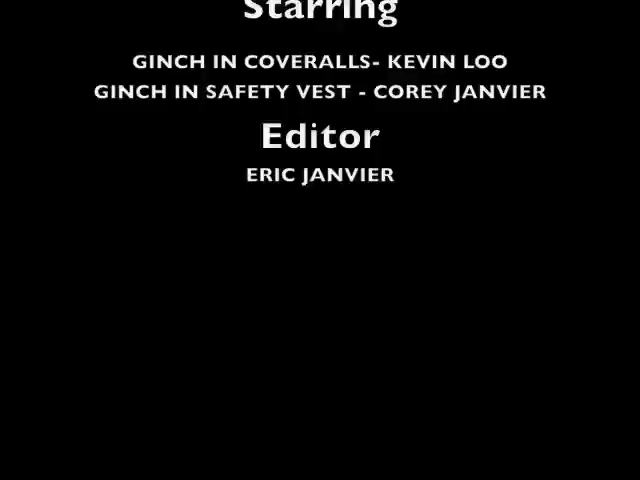 Starring
GINCH IN COVERALLS- KEVIN LOO
GINCH IN SAFETY VEST - COREY JANVIER
Editor
ERIC JANVIER